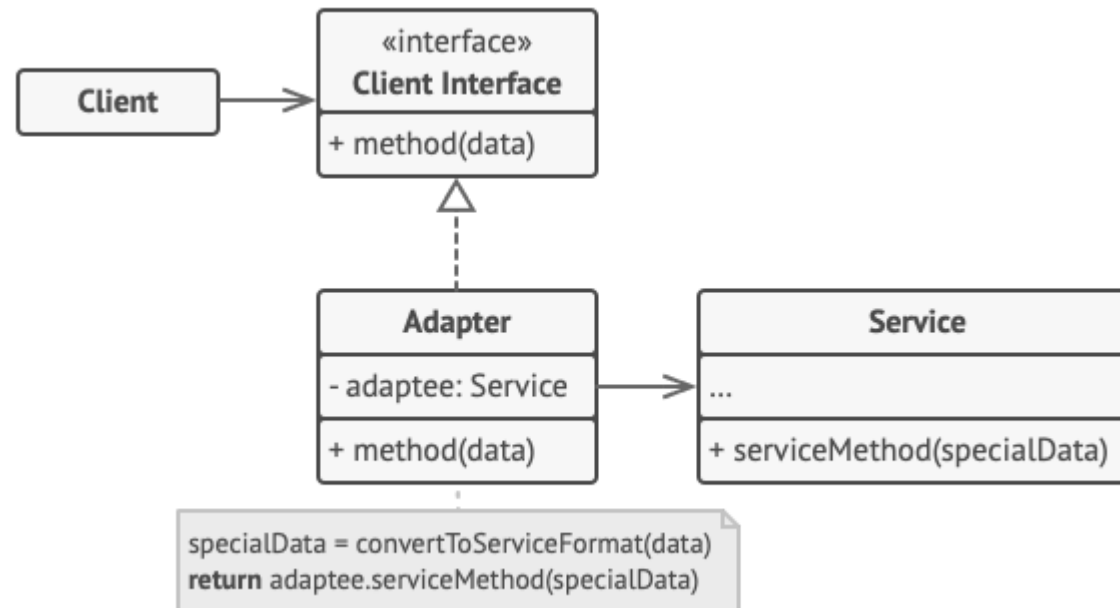 Client
«interface»
Client Interface
+ method(data)
Adapter
- adaptee: Service
+ method(data)
Service
...
+ serviceMethod(specialData)
specialData = convertToServiceFormat(data)
return adaptee.serviceMethod(specialData)